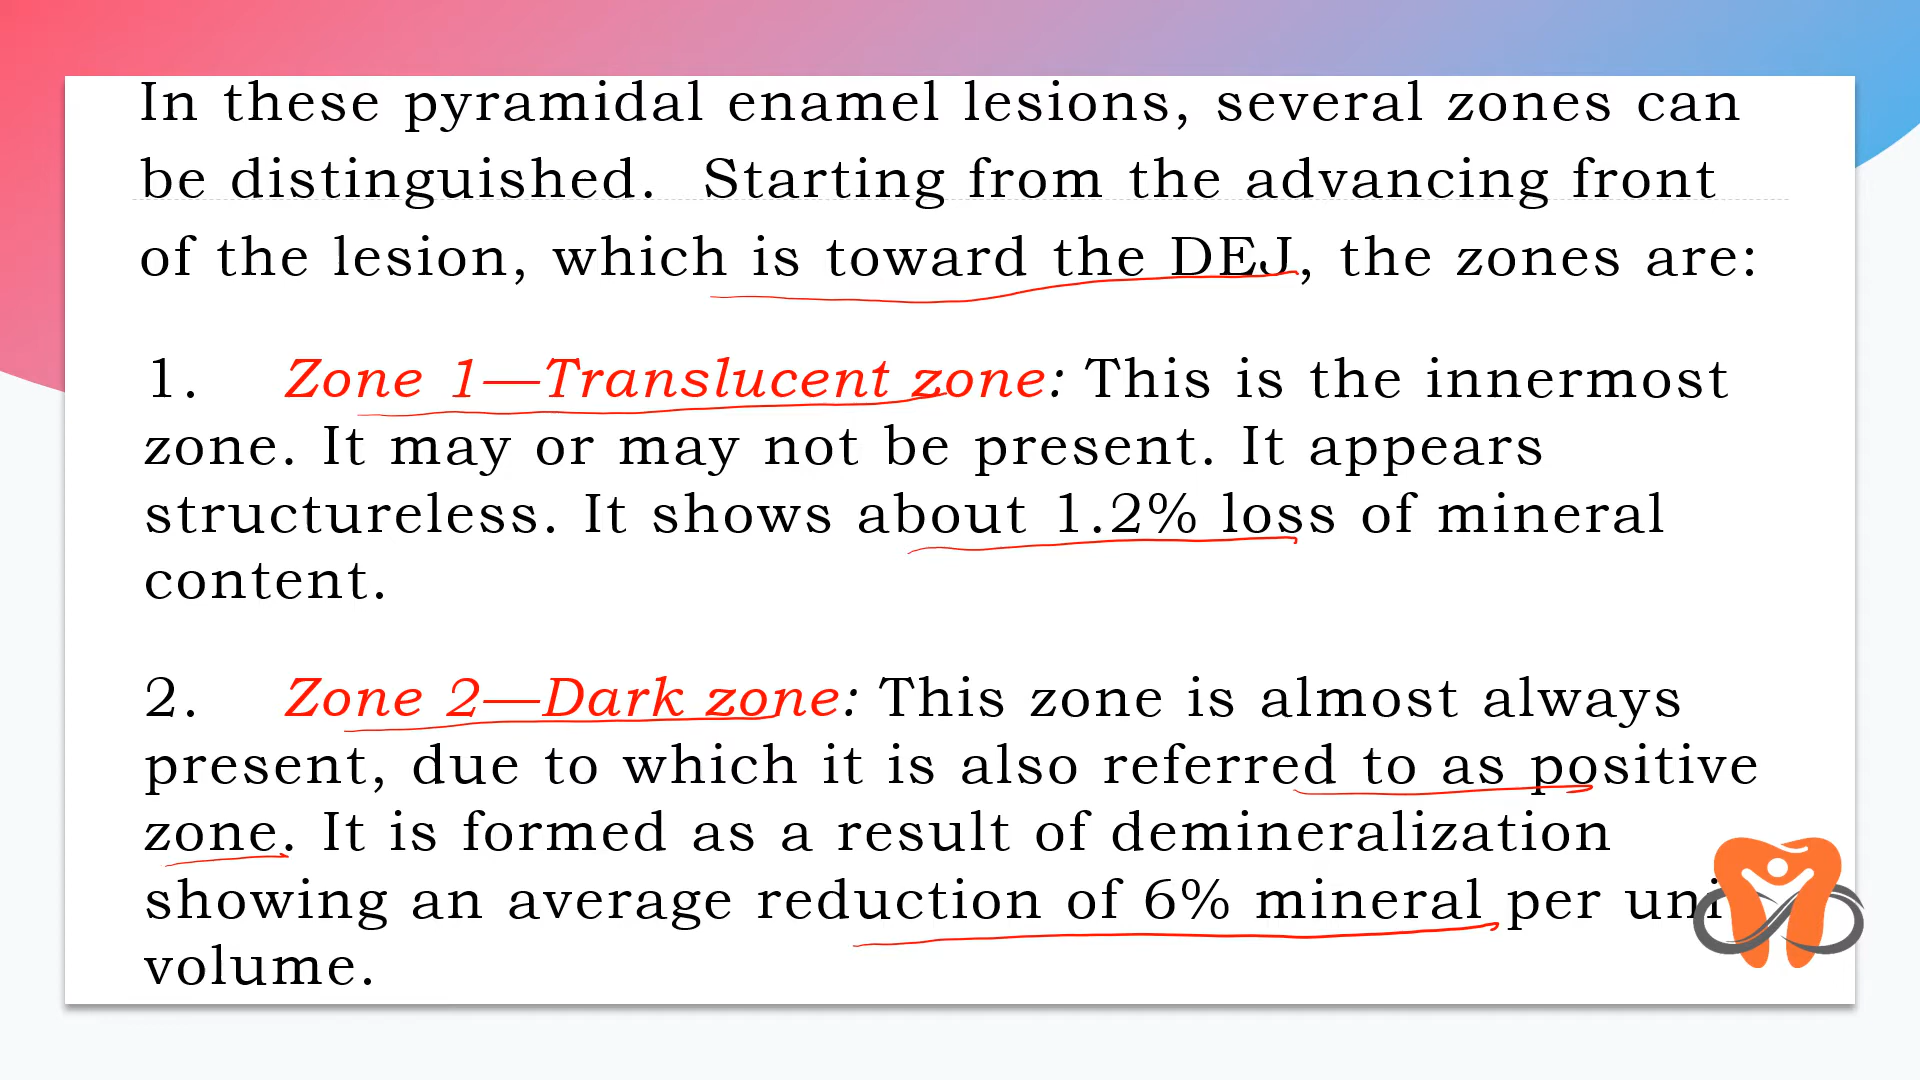 In these pyramidal enamel lesions, several zones can
be distinguished. Starting from the advancing front
of the lesion, which is toward the DEJ, the zones are:
1. Zone 1—Translucent zone: This is the innermost
zone. It may or may not be present. It appears
structureless. It shows about 1.2% loss of mineral
content.
2. Zone 2—Dark zone: This zone is almost always
present, due to which it is also referred to as positive
zone. It is formed as a result of demineralization
showing an average reduction of 6% mineral per
volume.